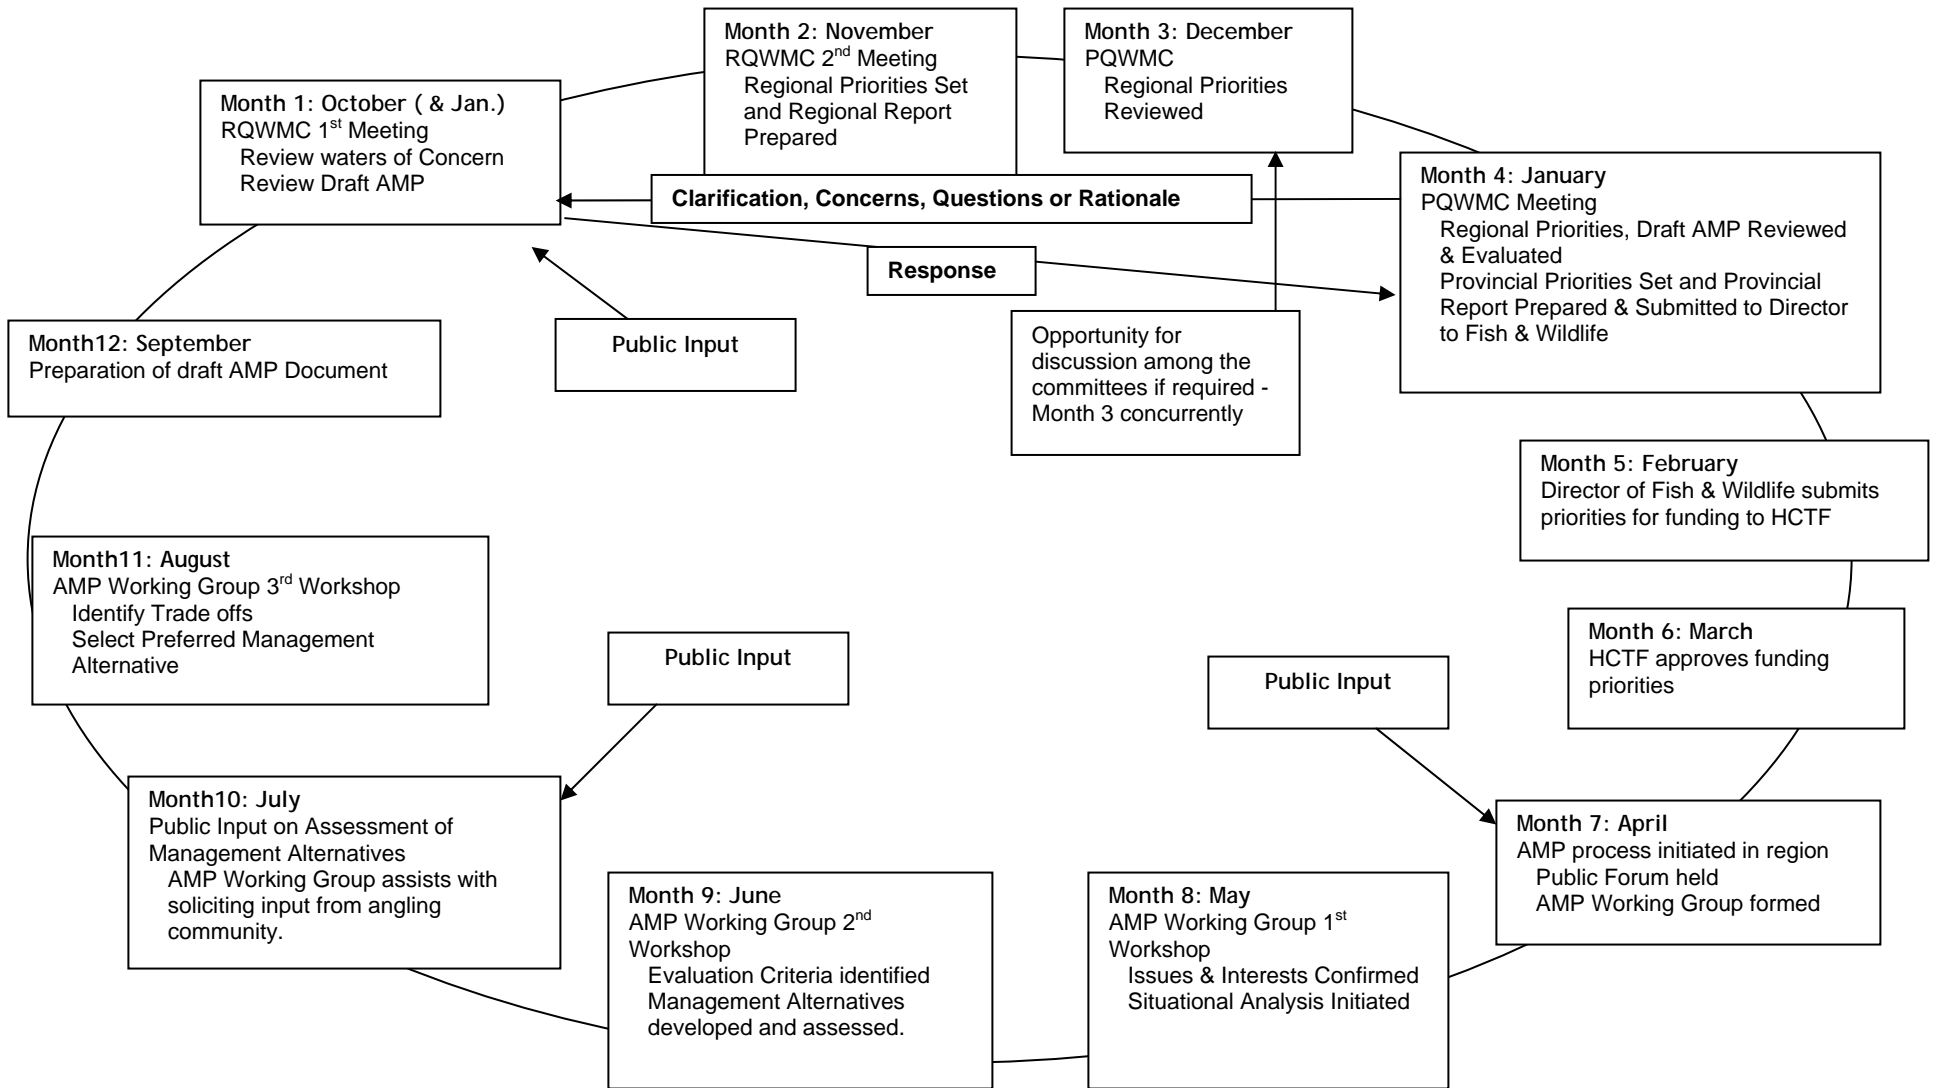 Month 1: October ( & Jan.)
RQWMC 1st Meeting
Review waters of Concern
Review Draft AMP
Month 2: November
RQWMC 2nd Meeting
Regional Priorities Set
and Regional Report
Prepared
Month 3: December
PQWMC
Regional Priorities
Reviewed
Clarification, Concerns, Questions or Rationale
Response
Month 4: January
PQWMC Meeting
Regional Priorities, Draft AMP Reviewed
& Evaluated
Provincial Priorities Set and Provincial
Report Prepared & Submitted to Director
to Fish & Wildlife
Public Input
Opportunity for
discussion among the
committees if required -
Month 3 concurrently
Month 5: February
Director of Fish & Wildlife submits
priorities for funding to HCTF
Month 6: March
HCTF approves funding
priorities
Public Input
Month 7: April
AMP process initiated in region
Public Forum held
AMP Working Group formed
Month 8: May
AMP Working Group 1st
Workshop
Issues & Interests Confirmed
Situational Analysis Initiated
Month 9: June
AMP Working Group 2nd
Workshop
Evaluation Criteria identified
Management Alternatives
developed and assessed.
Public Input
Month10: July
Public Input on Assessment of
Management Alternatives
AMP Working Group assists with
soliciting input from angling
community.
Month11: August
AMP Working Group 3rd Workshop
Identify Trade offs
Select Preferred Management
Alternative
Month12: September
Preparation of draft AMP Document